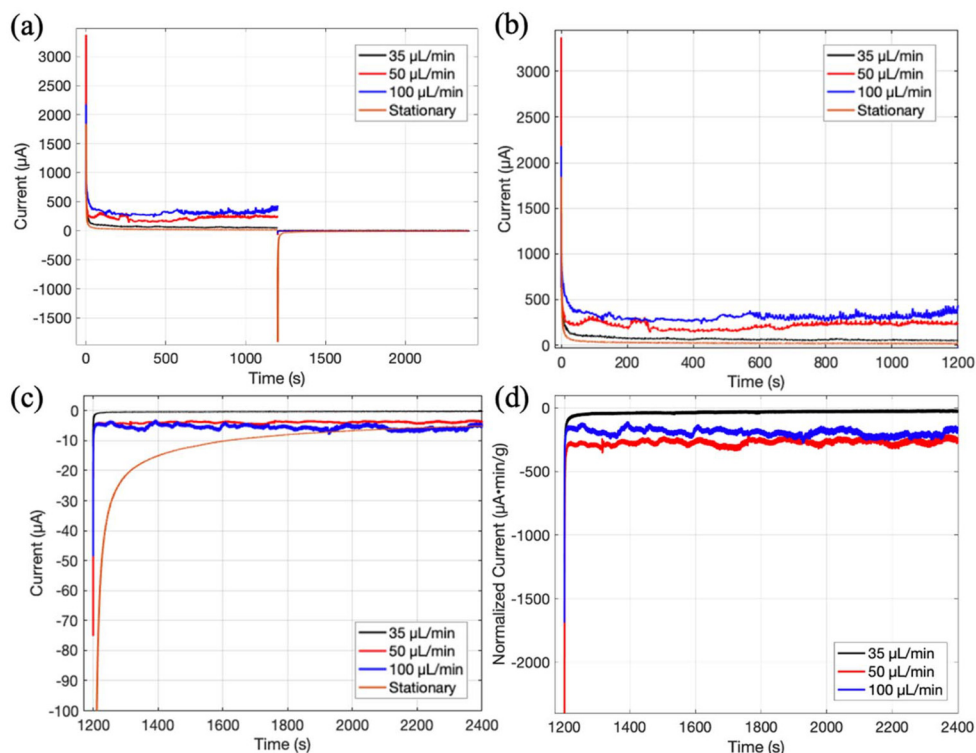 (a)
3000
2500
2000
1500
1000
500
0
-500
-1000
-1500
Current (µA)
35 µL/min
50 µL/min
100 µL/min
Stationary
0 500 1000 1500 2000
Time (s)
(b)
3500
3000
2500
2000
1500
1000
500
0
Current (µA)
35 µL/min
50 µL/min
100 µL/min
Stationary
0 200 400 600 800 1000 1200
Time (s)
(c)
0
-10
-20
-30
-40
-50
-60
-70
-80
-90
-100
Current (µA)
35 µL/min
50 µL/min
100 µL/min
Stationary
1200 1400 1600 1800 2000 2200 2400
Time (s)
(d)
0
-500
-1000
-1500
-2000
Normalized Current (µA•min/g)
35 µL/min
50 µL/min
100 µL/min
1200 1400 1600 1800 2000 2200 2400
Time (s)